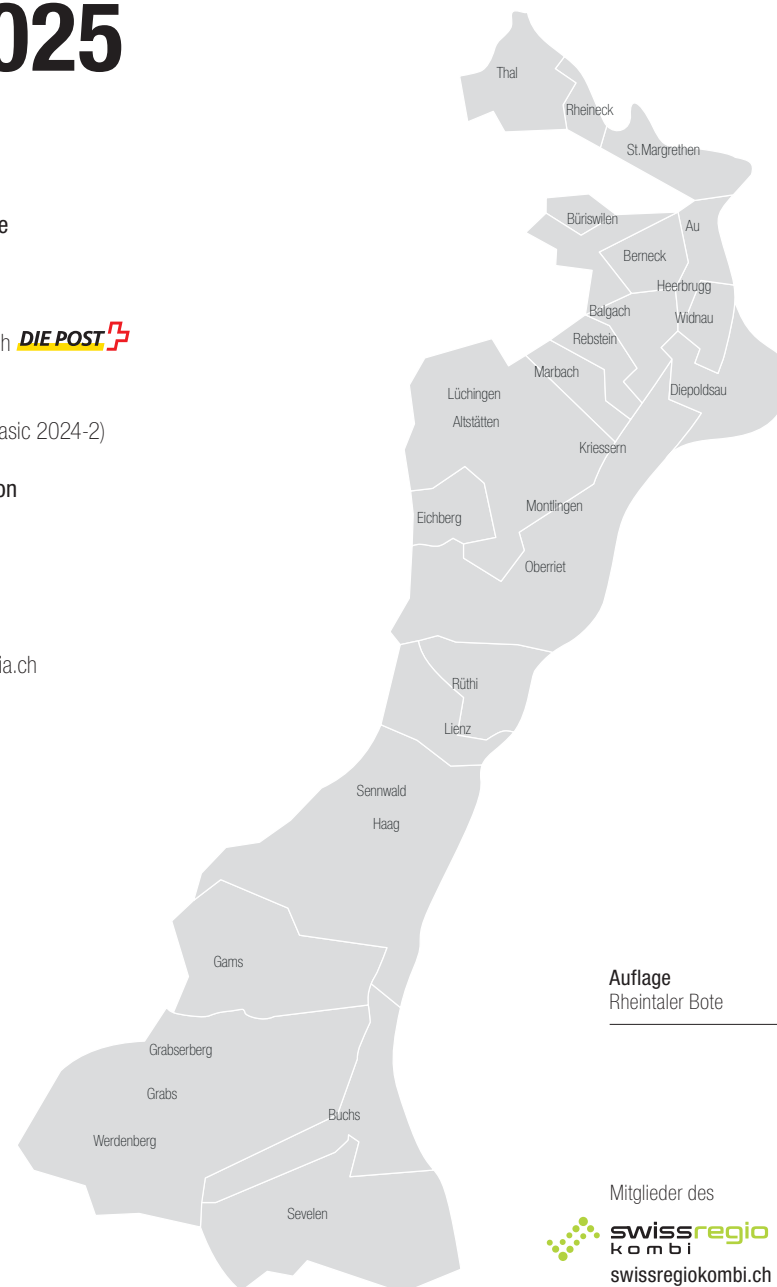 025
e
h DIE POST
asic 2024-2)
on
ia.ch
Thal
Rheineck
St.Margrethen
Büriswilen
Au
Berneck
Heerbrugg
Balgach
Widnau
Rebstein
Marbach
Diepoldsau
Lüchingen
Altstätten
Kriessern
Montlingen
Eichberg
Oberriet
Rüthi
Lienz
Sennwald
Haag
Gams
Grabserberg
Grabs
Buchs
Werdenberg
Sevelen
Auflage
Rheintaler Bote
Mitglieder des
swissregio
kombi
swissregiokombi.ch